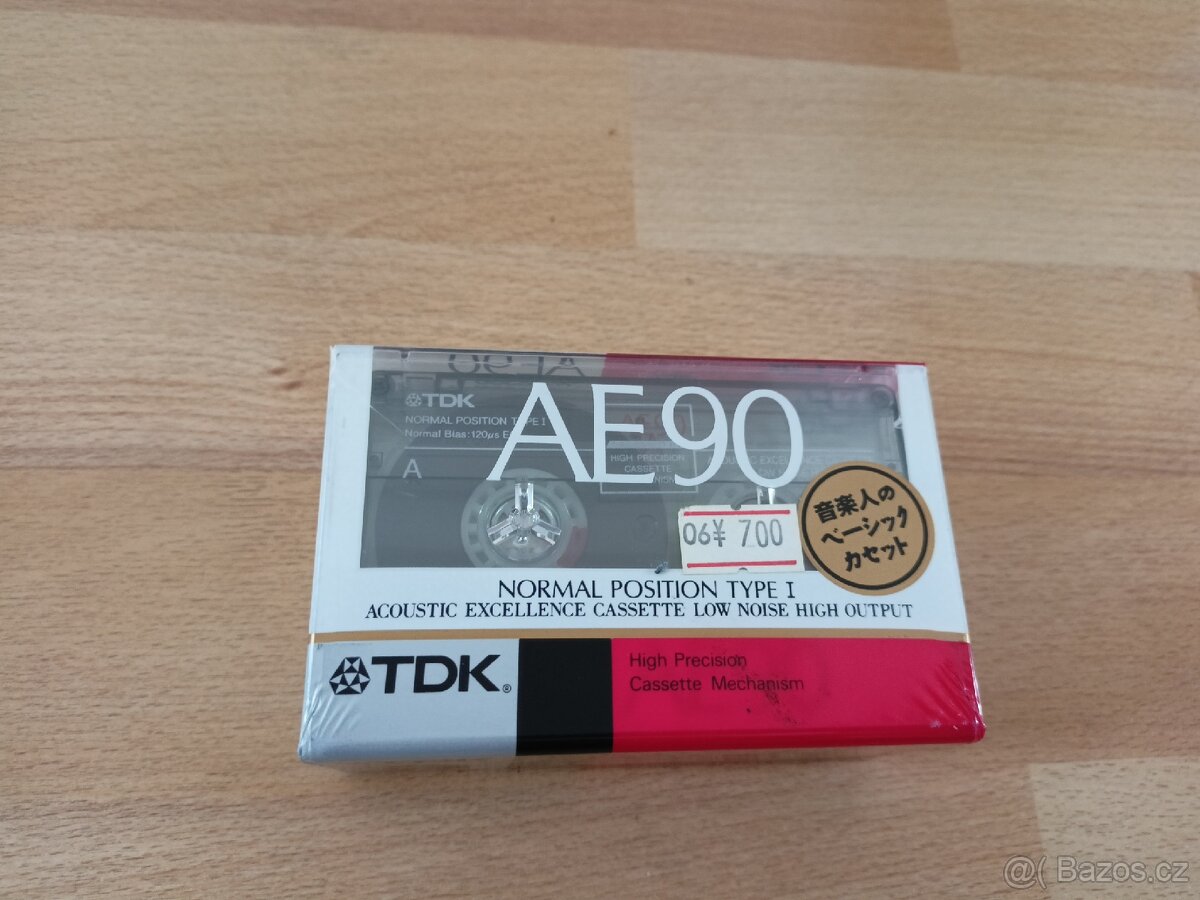 AE90
TDK
NORMAL POSITION TYPE I
Normal Bias:120μs
A
AE90
HIGH PRECISION
CASSETTE
06¥ 700
音楽人の
ベーシック
カセット
NORMAL POSITION TYPE I
ACOUSTIC EXCELLENCE CASSETTE LOW NOISE HIGH OUTPUT
TDK®
High Precision
Cassette Mechanism
@( Bazos.cz